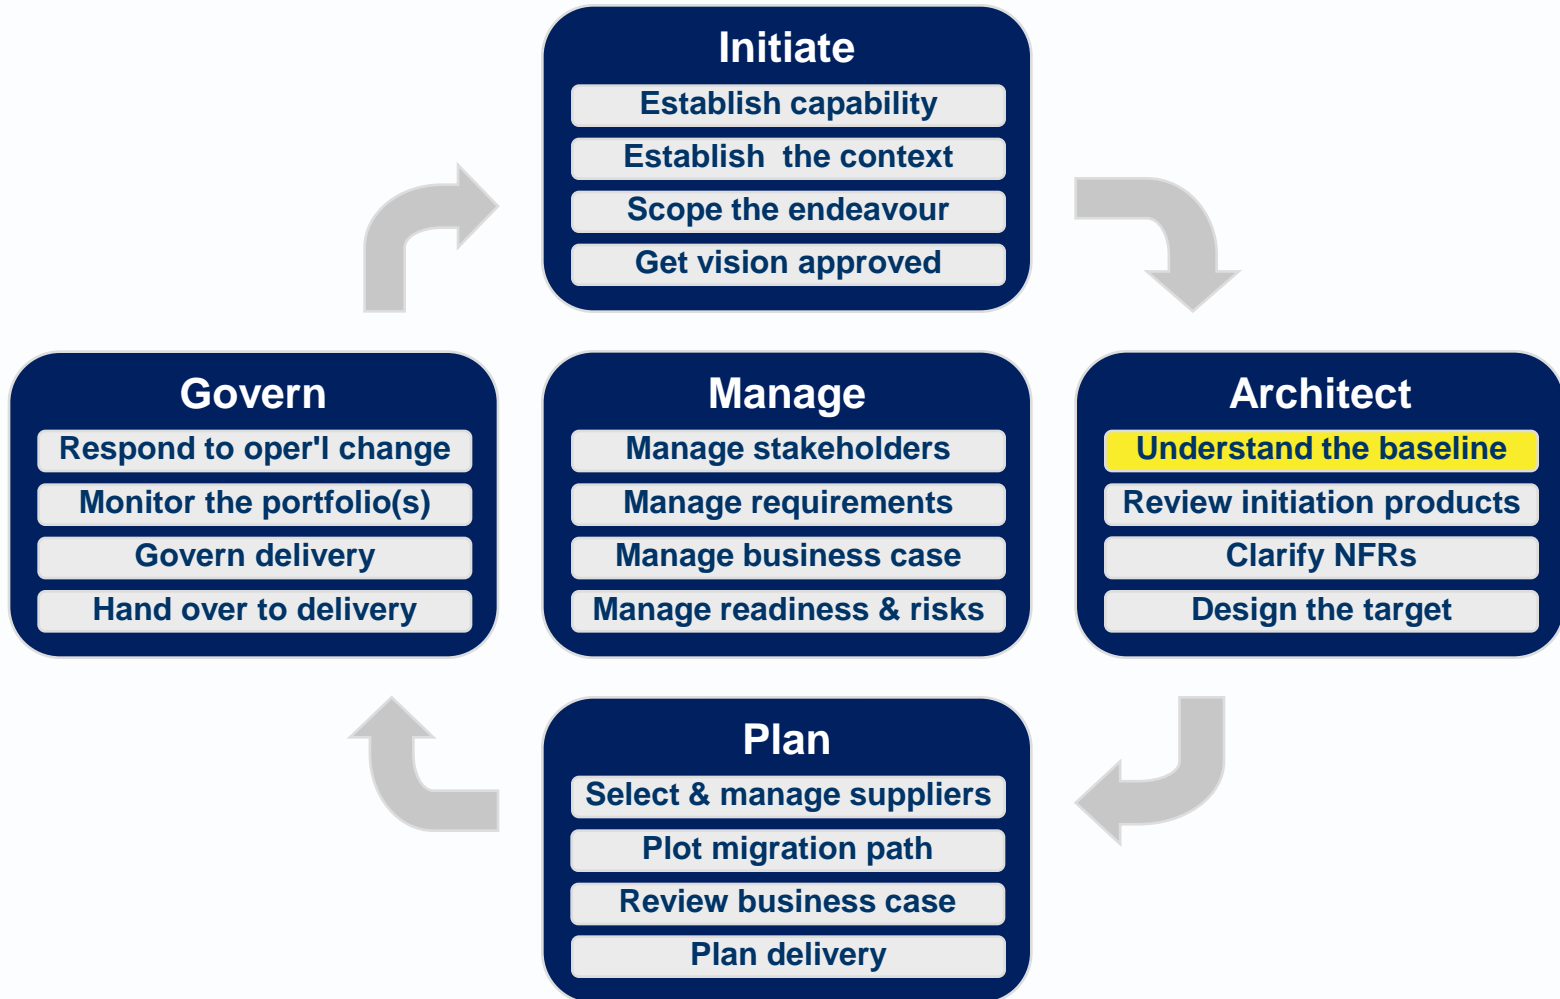 Initiate
Establish capability
Establish  the context
Scope the endeavour
Get vision approved
Govern
Respond to oper'l change
Monitor the portfolio(s)
Govern delivery
Hand over to delivery
Manage
Manage stakeholders
Manage requirements
Manage business case
Manage readiness & risks
Architect
Understand the baseline
Review initiation products
Clarify NFRs
Design the target
Plan
Select & manage suppliers
Plot migration path
Review business case
Plan delivery